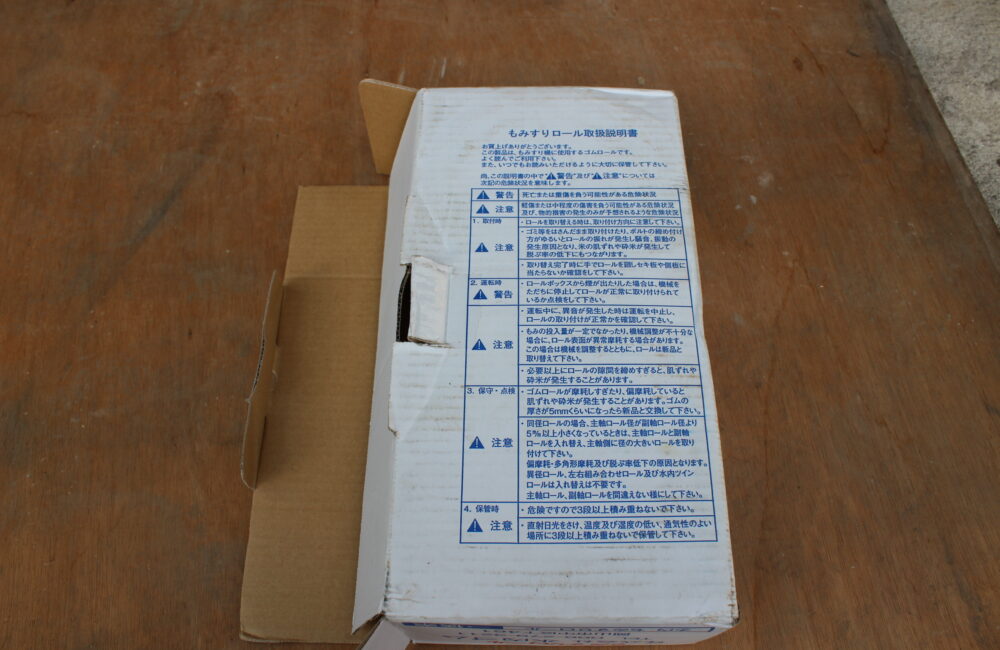 もみすりロール取扱説明書
お買上げありがとうございます。
この製品は、もみすり機に使用するゴムロールです。
よく読んでご利用下さい。
また、いつでもお読みいただけるように大切に保管して下さい。
尚、この説明書の中で"⚠警告"及び"⚠注意"については
次記の危険状況を意味します。
⚠ 警告
死亡または重傷を負う可能性がある危険状況
⚠ 注意
軽傷または中程度の傷害を負う可能性がある危険状況
及び、物的損害の発生のみが予想されるような危険状況
1. 取付時
⚠ 注意
・ロールを取り替える時は、取り付け方向に注意して下さい。
・ゴミ等をはさんだまま取り付けたり、ボルトの締め付け
方がゆるいとロールの振れが発生し騒音、振動の
発生原因となり、米の肌ずれや砕米が発生して
脱ぷ率の低下にもつながります。
・取り替え完了時に手でロールを回しセキ板や側板に
当たらないか確認をして下さい。
2. 運転時
⚠ 警告
・ロールボックスから煙が出たりした場合は、機械を
ただちに停止してロールが正常に取り付けられて
いるか点検をして下さい。
⚠ 注意
・運転中に、異音が発生した時は運転を中止し、
ロールの取り付けが正常かを確認して下さい。
・もみの投入量が一定でなかったり、機械調整が不十分な
場合に、ロール表面が異常摩耗する場合があります。
この場合は機械を調整するとともに、ロールは新品と
取り替えて下さい。
・必要以上にロールの隙間を締めすぎると、肌ずれや
砕米が発生することがあります。
3. 保守・点検
⚠ 注意
・ゴムロールが摩耗しすぎたり、偏摩耗していると
肌ずれや砕米が発生することがあります。ゴムの
厚さが5mmくらいになったら新品と交換して下さい。
・同径ロールの場合、主軸ロール径が副軸ロール径より
5%以上小さくなっているときは、主軸ロールと副軸
ロールを入れ替え、主軸側に径の大きいロールを取り
付けて下さい。
偏摩耗・多角形摩耗及び脱ぷ率低下の原因となります。
異径ロール、左右組み合わせロール及び水内ツイン
ロールは入れ替えは不要です。
主軸ロール、副軸ロールを間違えない様にして下さい。
4. 保管時
⚠ 注意
・危険ですので3段以上積み重ねないで下さい。
・直射日光をさけ、温度及び湿度の低い、通気性のよい
場所に3段以上積み重ねないで保管して下さい。